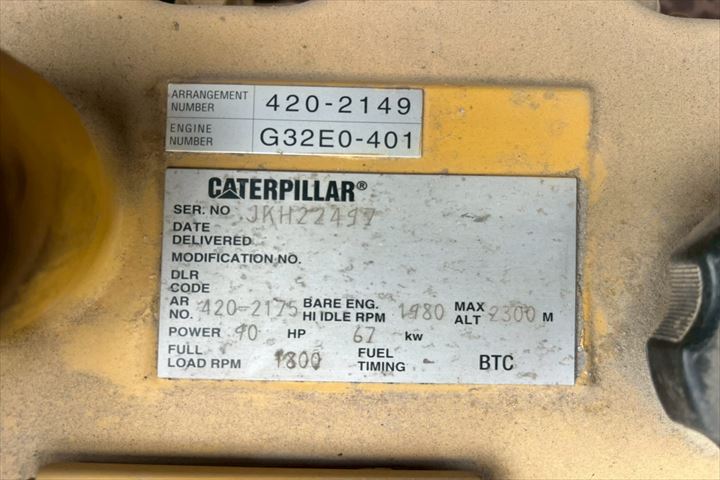 ARRANGEMENT NUMBER 420-2149
ENGINE NUMBER G32E0-401
CATERPILLAR®
SER. NO JKH22497
DATE
DELIVERED
MODIFICATION NO.
DLR
CODE
AR NO. 420-2175 BARE ENG. HI IDLE RPM 1980 MAX ALT 2300 M
POWER 90 HP 67 kw
FULL LOAD RPM 1800 FUEL TIMING BTC